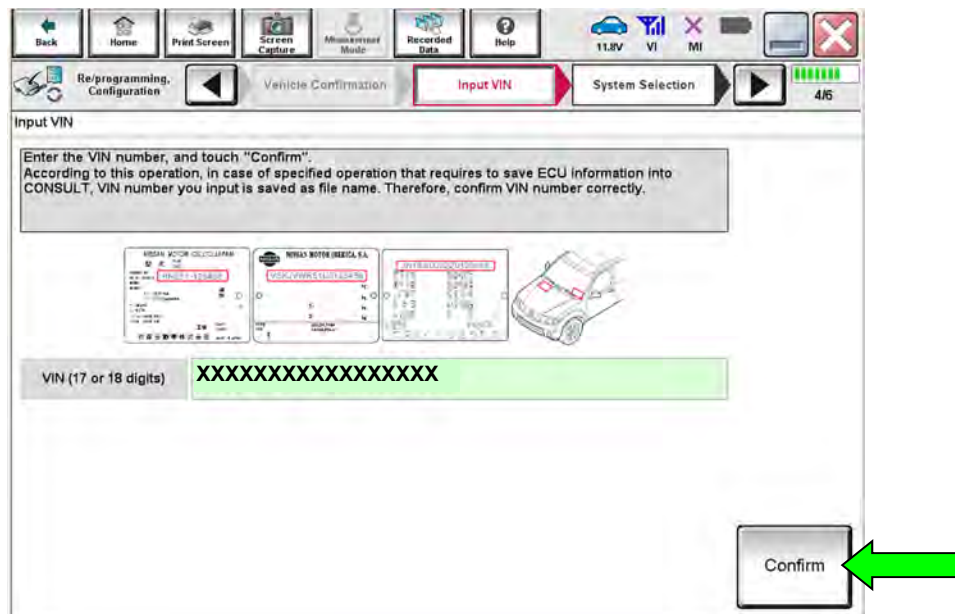 Back
Home
Print Screen
Screen
Capture
Measurement
Mode
Recorded
Data
Help
11.8V
VI
MI
Re/programming,
Configuration
Vehicle Confirmation
Input VIN
System Selection
4/6
Input VIN
Enter the VIN number, and touch "Confirm".
According to this operation, in case of specified operation that requires to save ECU information into
CONSULT, VIN number you input is saved as file name. Therefore, confirm VIN number correctly.
NISSAN MOTOR IBERICA, S.A.
VIN (17 or 18 digits)
XXXXXXXXXXXXXXXXX
Confirm